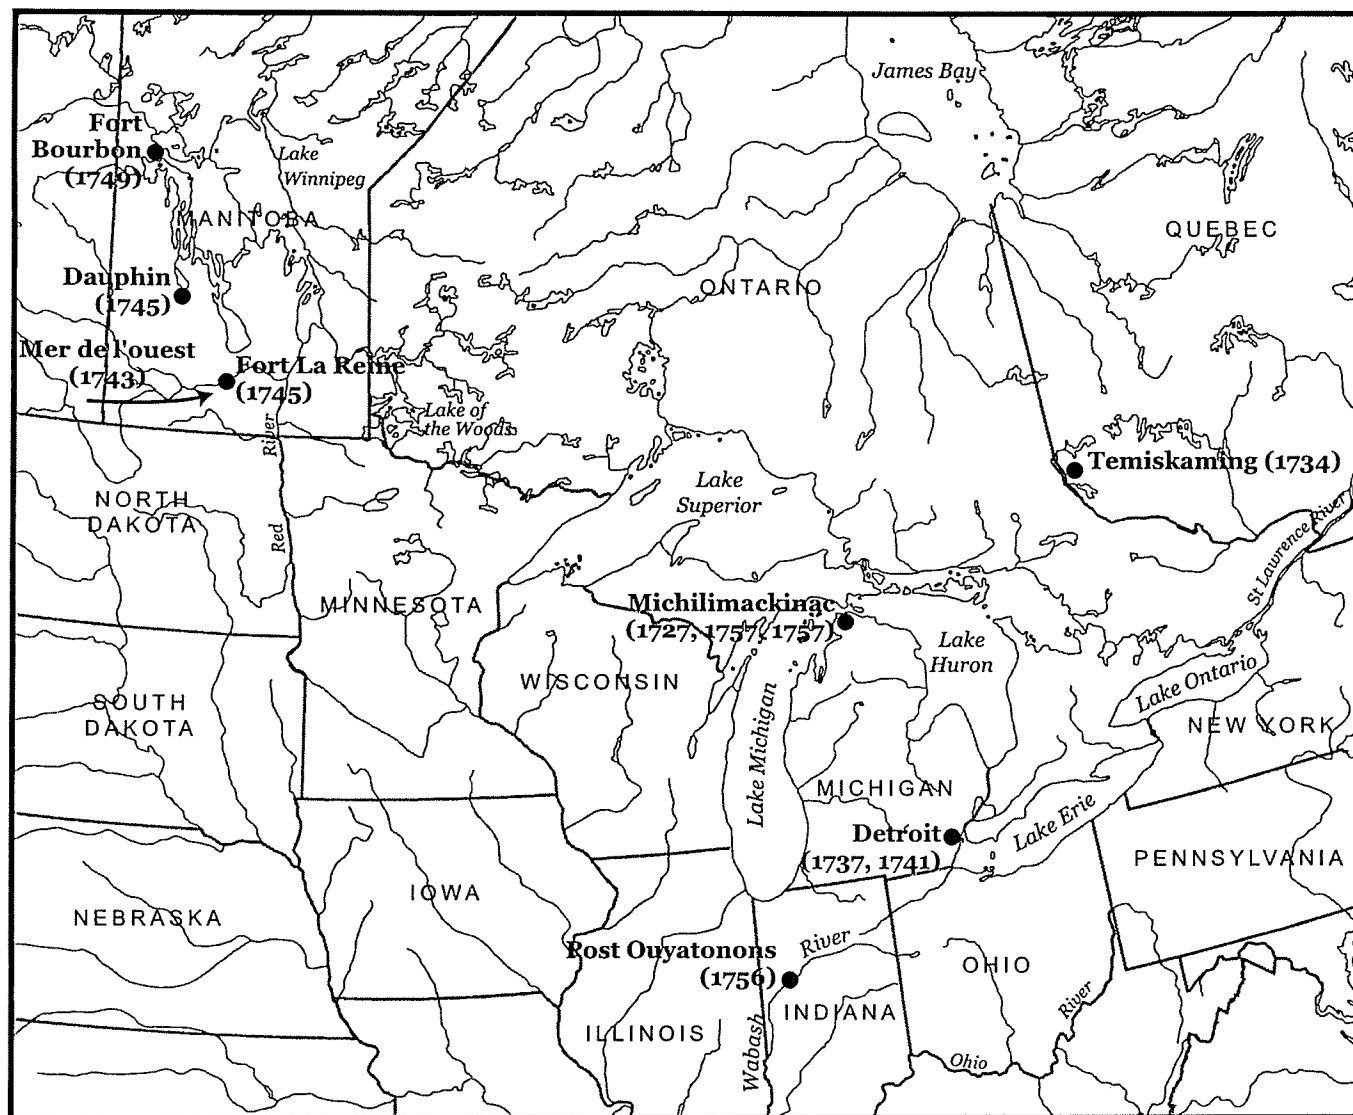 James Bay
Fort
Bourbon
(1749)
Lake
Winnipeg
MANITOBA
QUEBEC
Dauphin
(1745)
ONTARIO
Mer de l'ouest
(1743)
Fort La Reine
(1745)
Lake of
the Woods
River
Red
Temiskaming (1734)
Lake
Superior
NORTH
DAKOTA
St Lawrence River
MINNESOTA
Michilimackinac
(1727, 1757, 1757)
Lake
Huron
WISCONSIN
Lake Ontario
SOUTH
DAKOTA
NEW YORK
Lake Michigan
MICHIGAN
Lake Erie
Detroit
(1737, 1741)
PENNSYLVANIA
IOWA
NEBRASKA
Post Ouyatonons
(1756)
River
Wabash
OHIO
INDIANA
ILLINOIS
River
Ohio